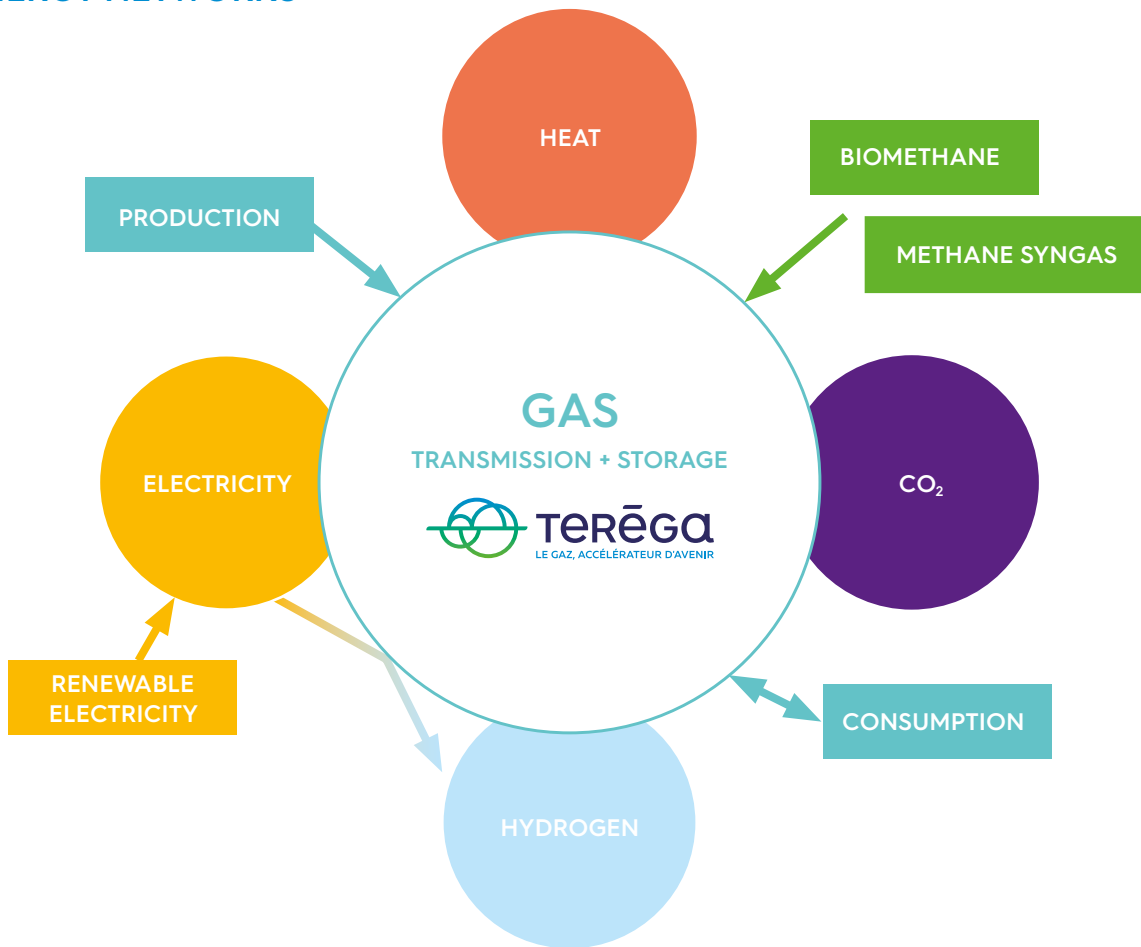 HEAT
BIOMETHANE
PRODUCTION
METHANE SYNGAS
GAS
TRANSMISSION + STORAGE
ELECTRICITY
CO₂
TERĒGA
LE GAZ, ACCÉLÉRATEUR D'AVENIR
RENEWABLE
ELECTRICITY
CONSUMPTION
HYDROGEN